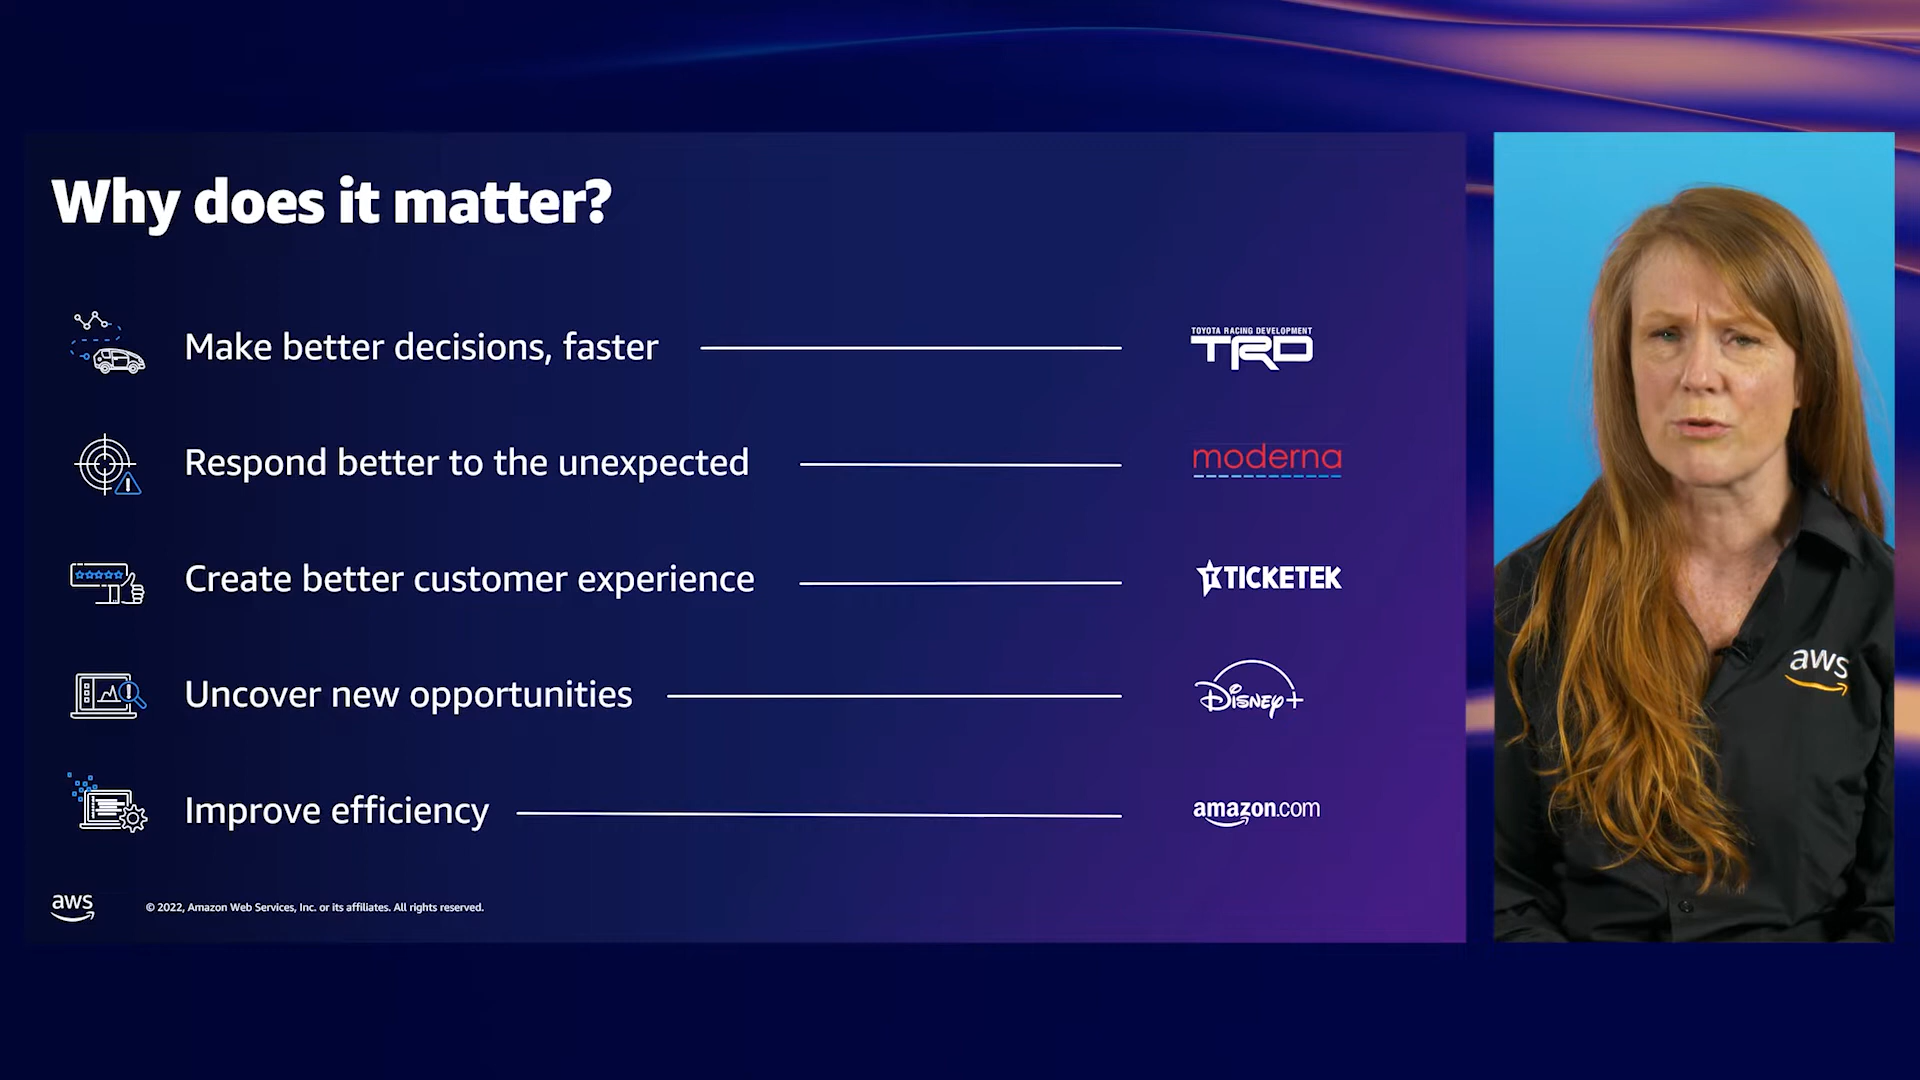 Why does it matter?
Make better decisions, faster
TOYOTA RACING DEVELOPMENT
TRD
Respond better to the unexpected
moderna
Create better customer experience
TICKETEK
Uncover new opportunities
Disney+
Improve efficiency
amazon.com
aws
© 2022, Amazon Web Services, Inc. or its affiliates. All rights reserved.
aws